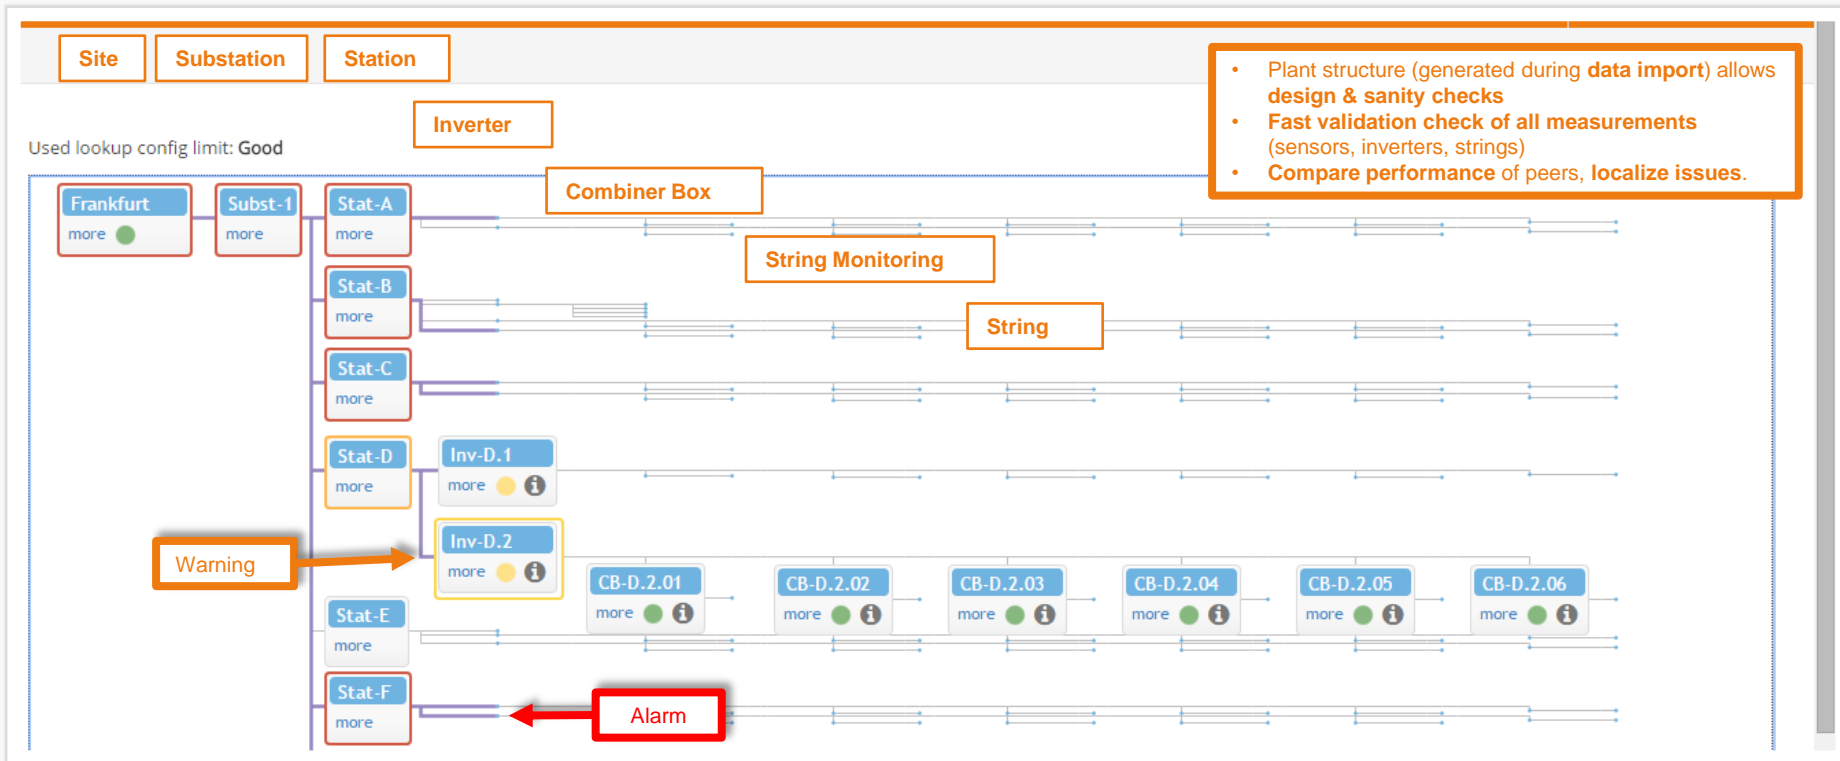 Site
Substation
Station
Inverter
Combiner Box
String Monitoring
String
• Plant structure (generated during data import) allows
design & sanity checks
• Fast validation check of all measurements
(sensors, inverters, strings)
• Compare performance of peers, localize issues.
Used lookup config limit: Good
Frankfurt
more
Subst-1
more
Stat-A
more
Stat-B
more
Stat-C
more
Stat-D
more
Inv-D.1
more
Warning
Inv-D.2
more
CB-D.2.01
more
CB-D.2.02
more
CB-D.2.03
more
CB-D.2.04
more
CB-D.2.05
more
CB-D.2.06
more
Stat-E
more
Stat-F
more
Alarm